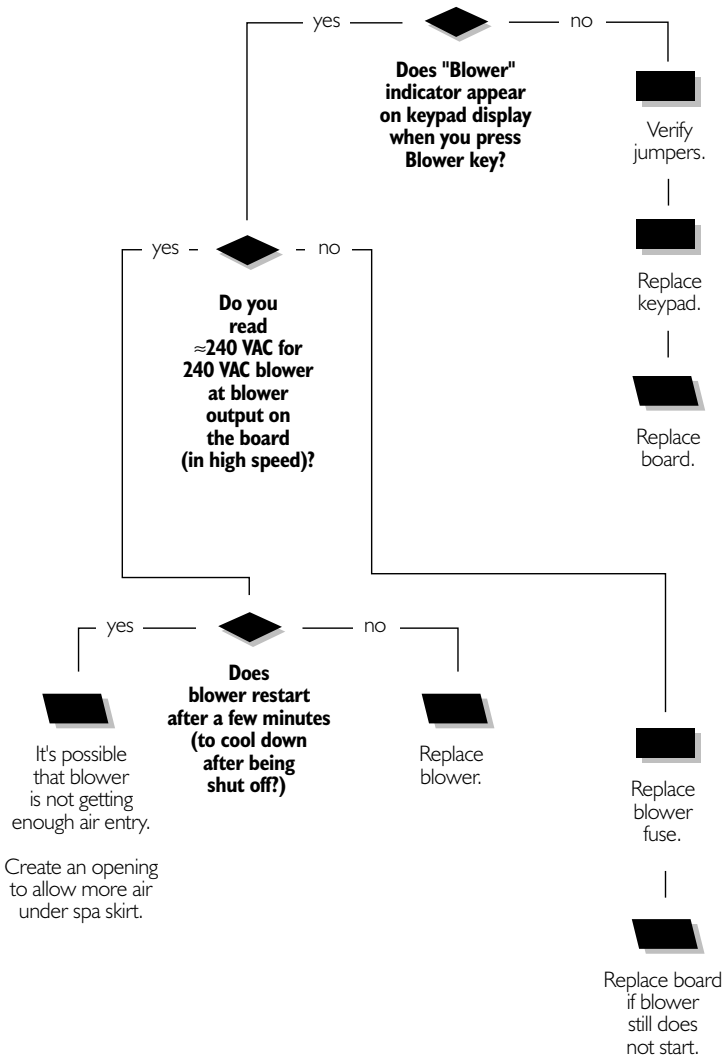 yes
no
Does "Blower"
indicator appear
on keypad display
when you press
Blower key?
Verify
jumpers.
Replace
keypad.
Replace
board.
yes
no
Do you
read
≈240 VAC for
240 VAC blower
at blower
output on
the board
(in high speed)?
yes
no
Does
blower restart
after a few minutes
(to cool down
after being
shut off?)
It's possible
that blower
is not getting
enough air entry.
Create an opening
to allow more air
under spa skirt.
Replace
blower.
Replace
blower
fuse.
Replace board
if blower
still does
not start.